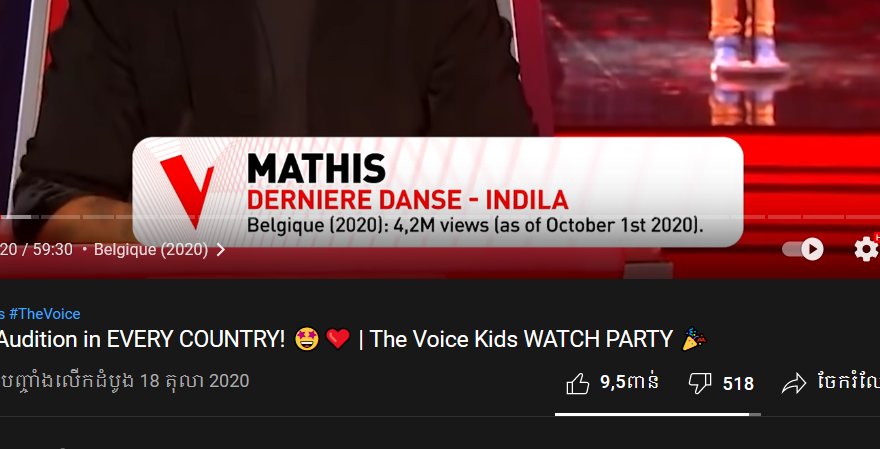 MATHIS
DERNIERE DANSE - INDILA
Belgique (2020): 4,2M views (as of October 1st 2020).
20 / 59:30 • Belgique (2020)
s #TheVoice
Audition in EVERY COUNTRY! 🤩 ❤️ | The Voice Kids WATCH PARTY 🎉
បញ្ចាំងលើកដំបូង 18 តុលា 2020
9,5ពាន់ 518 ចែករំលែ